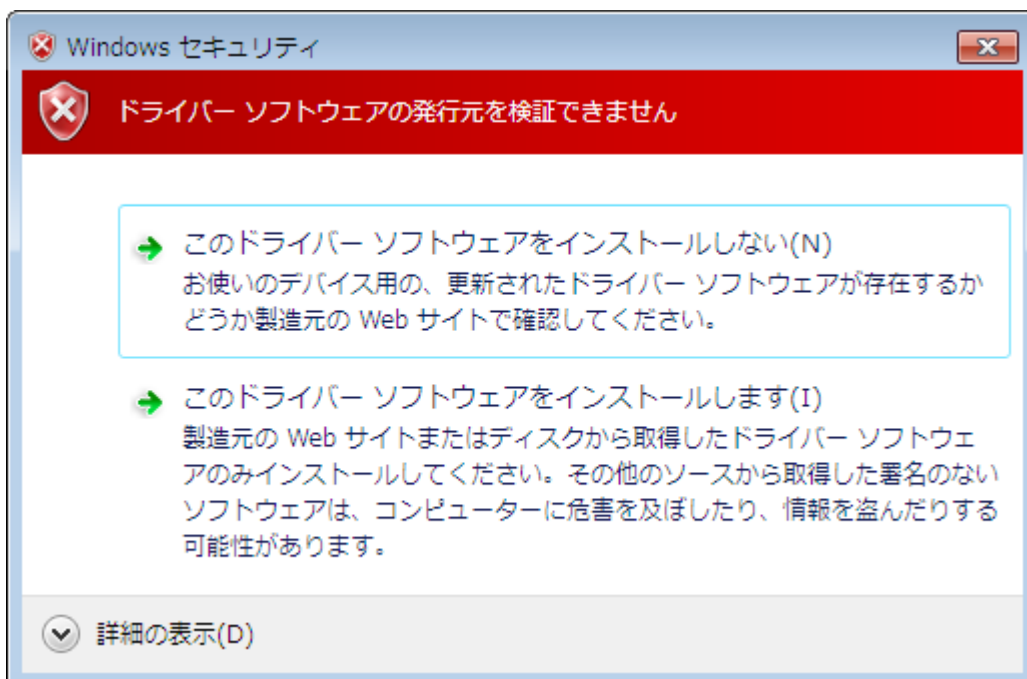 Windows セキュリティ
ドライバー ソフトウェアの発行元を検証できません
このドライバー ソフトウェアをインストールしない(N)
お使いのデバイス用の、更新されたドライバー ソフトウェアが存在するか
どうか製造元の Web サイトで確認してください。
このドライバー ソフトウェアをインストールします(I)
製造元の Web サイトまたはディスクから取得したドライバー ソフトウェ
アのみインストールしてください。その他のソースから取得した署名のない
ソフトウェアは、コンピューターに危害を及ぼしたり、情報を盗んだりする
可能性があります。
詳細の表示(D)